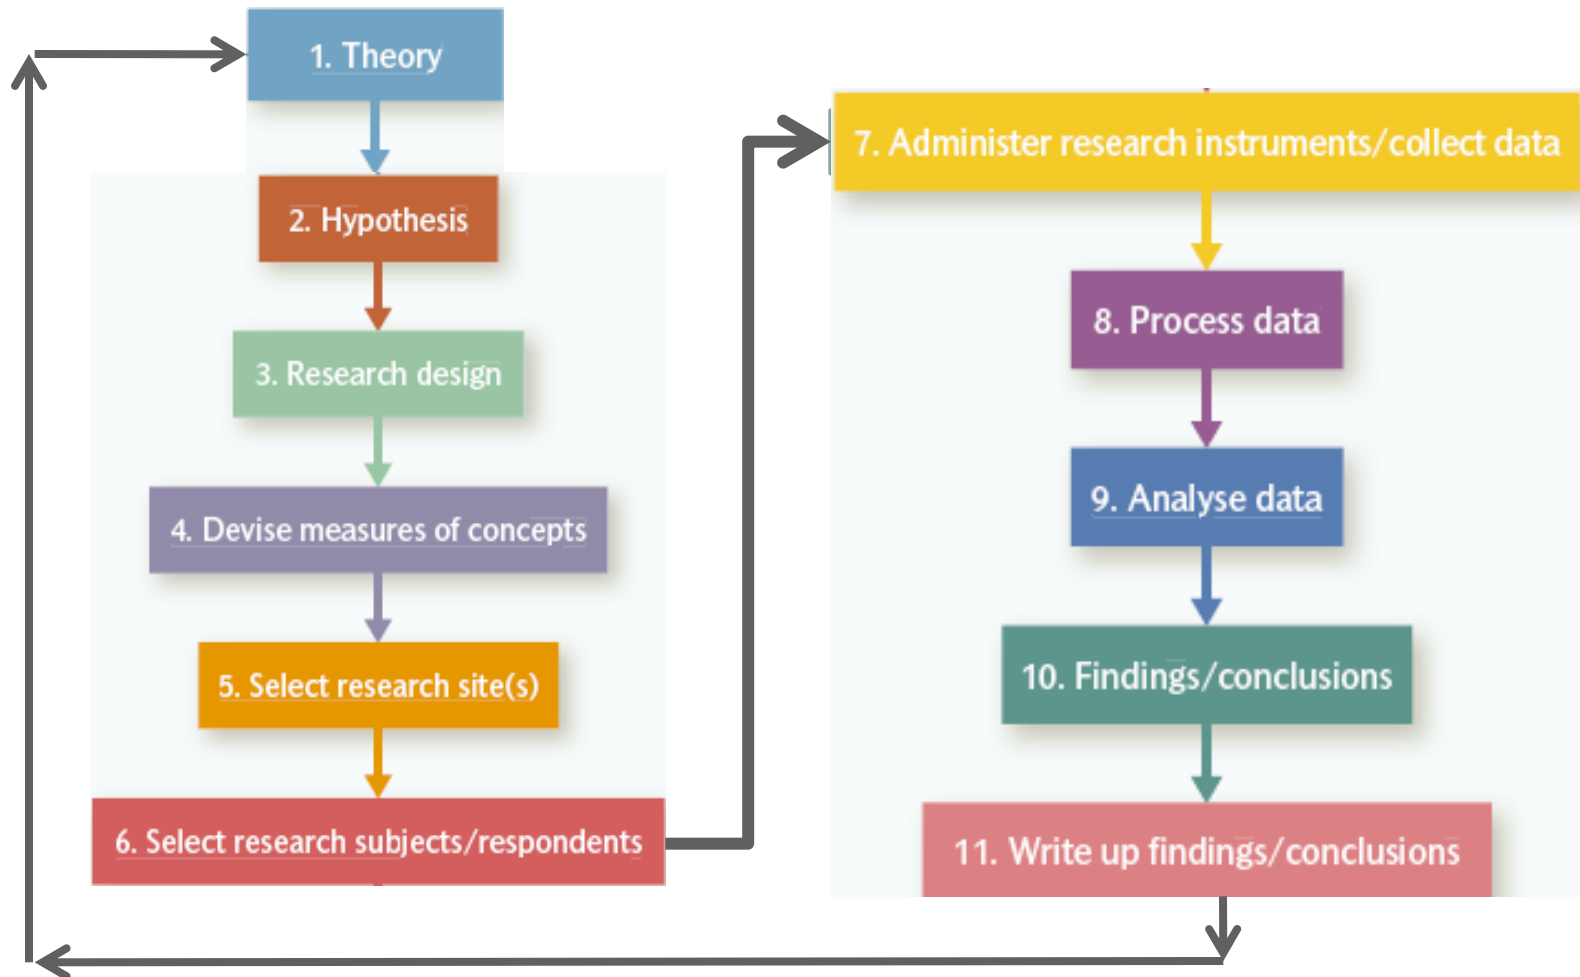 1. Theory
2. Hypothesis
3. Research design
4. Devise measures of concepts
5. Select research site(s)
6. Select research subjects/respondents
7. Administer research instruments/collect data
8. Process data
9. Analyse data
10. Findings/conclusions
11. Write up findings/conclusions